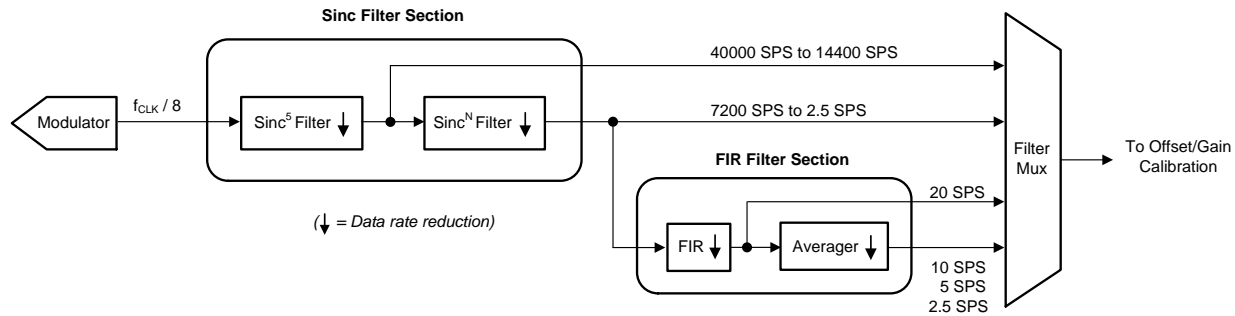 Sinc Filter Section
40000 SPS to 14400 SPS
fCLK / 8
Modulator
Sinc5 Filter
SincN Filter
7200 SPS to 2.5 SPS
Filter
Mux
To Offset/Gain
Calibration
FIR Filter Section
20 SPS
(↓ = Data rate reduction)
FIR
Averager
10 SPS
5 SPS
2.5 SPS